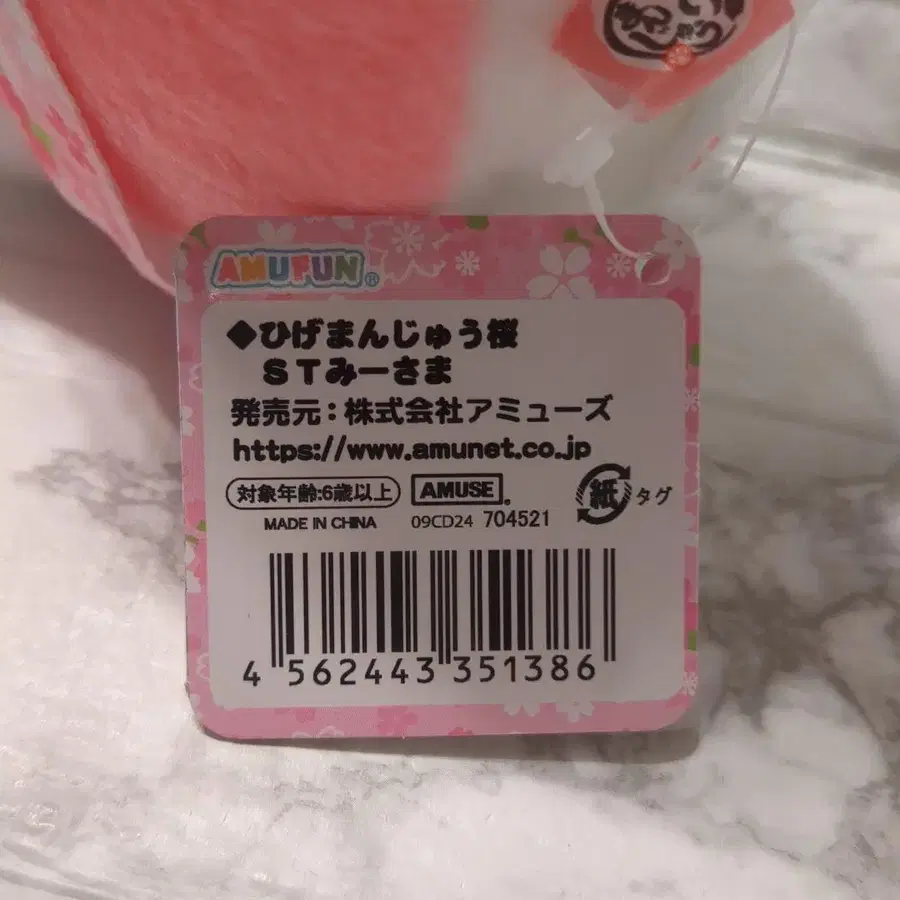 AMUFUN®
◆ひげまんじゅう桜
STみーさま
発売元:株式会社アミューズ
https://www.amunet.co.jp
対象年齢:6歳以上
AMUSE
紙 タグ
MADE IN CHINA
09CD24 704521
4 562443 351386